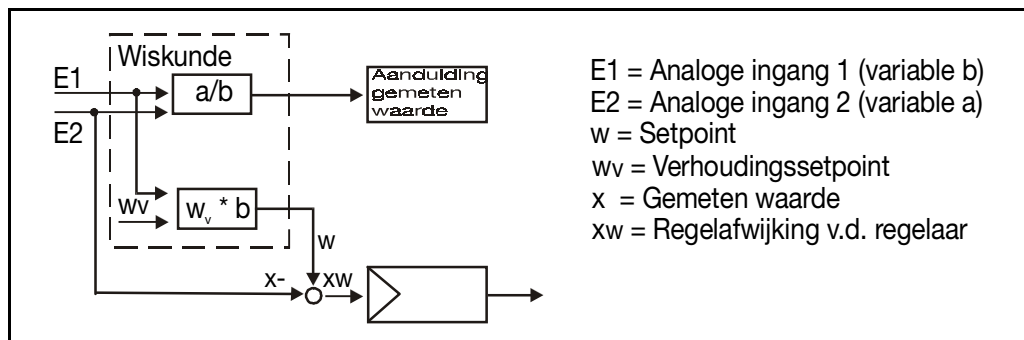 Wiskunde
E1
E2
a/b
Aanduiding
gemeten
waarde
wv
wv * b
w
x-
xw
E1 = Analoge ingang 1 (variable b)
E2 = Analoge ingang 2 (variable a)
w = Setpoint
wv = Verhoudingssetpoint
x = Gemeten waarde
xw = Regelafwijking v.d. regelaar